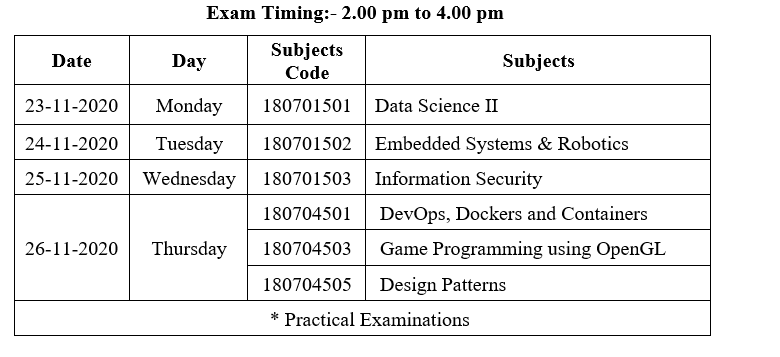 Exam Timing:- 2.00 pm to 4.00 pm
Date Day Subjects Code Subjects
23-11-2020 Monday 180701501 Data Science II
24-11-2020 Tuesday 180701502 Embedded Systems & Robotics
25-11-2020 Wednesday 180701503 Information Security
26-11-2020 Thursday 180704501 DevOps, Dockers and Containers
180704503 Game Programming using OpenGL
180704505 Design Patterns
* Practical Examinations